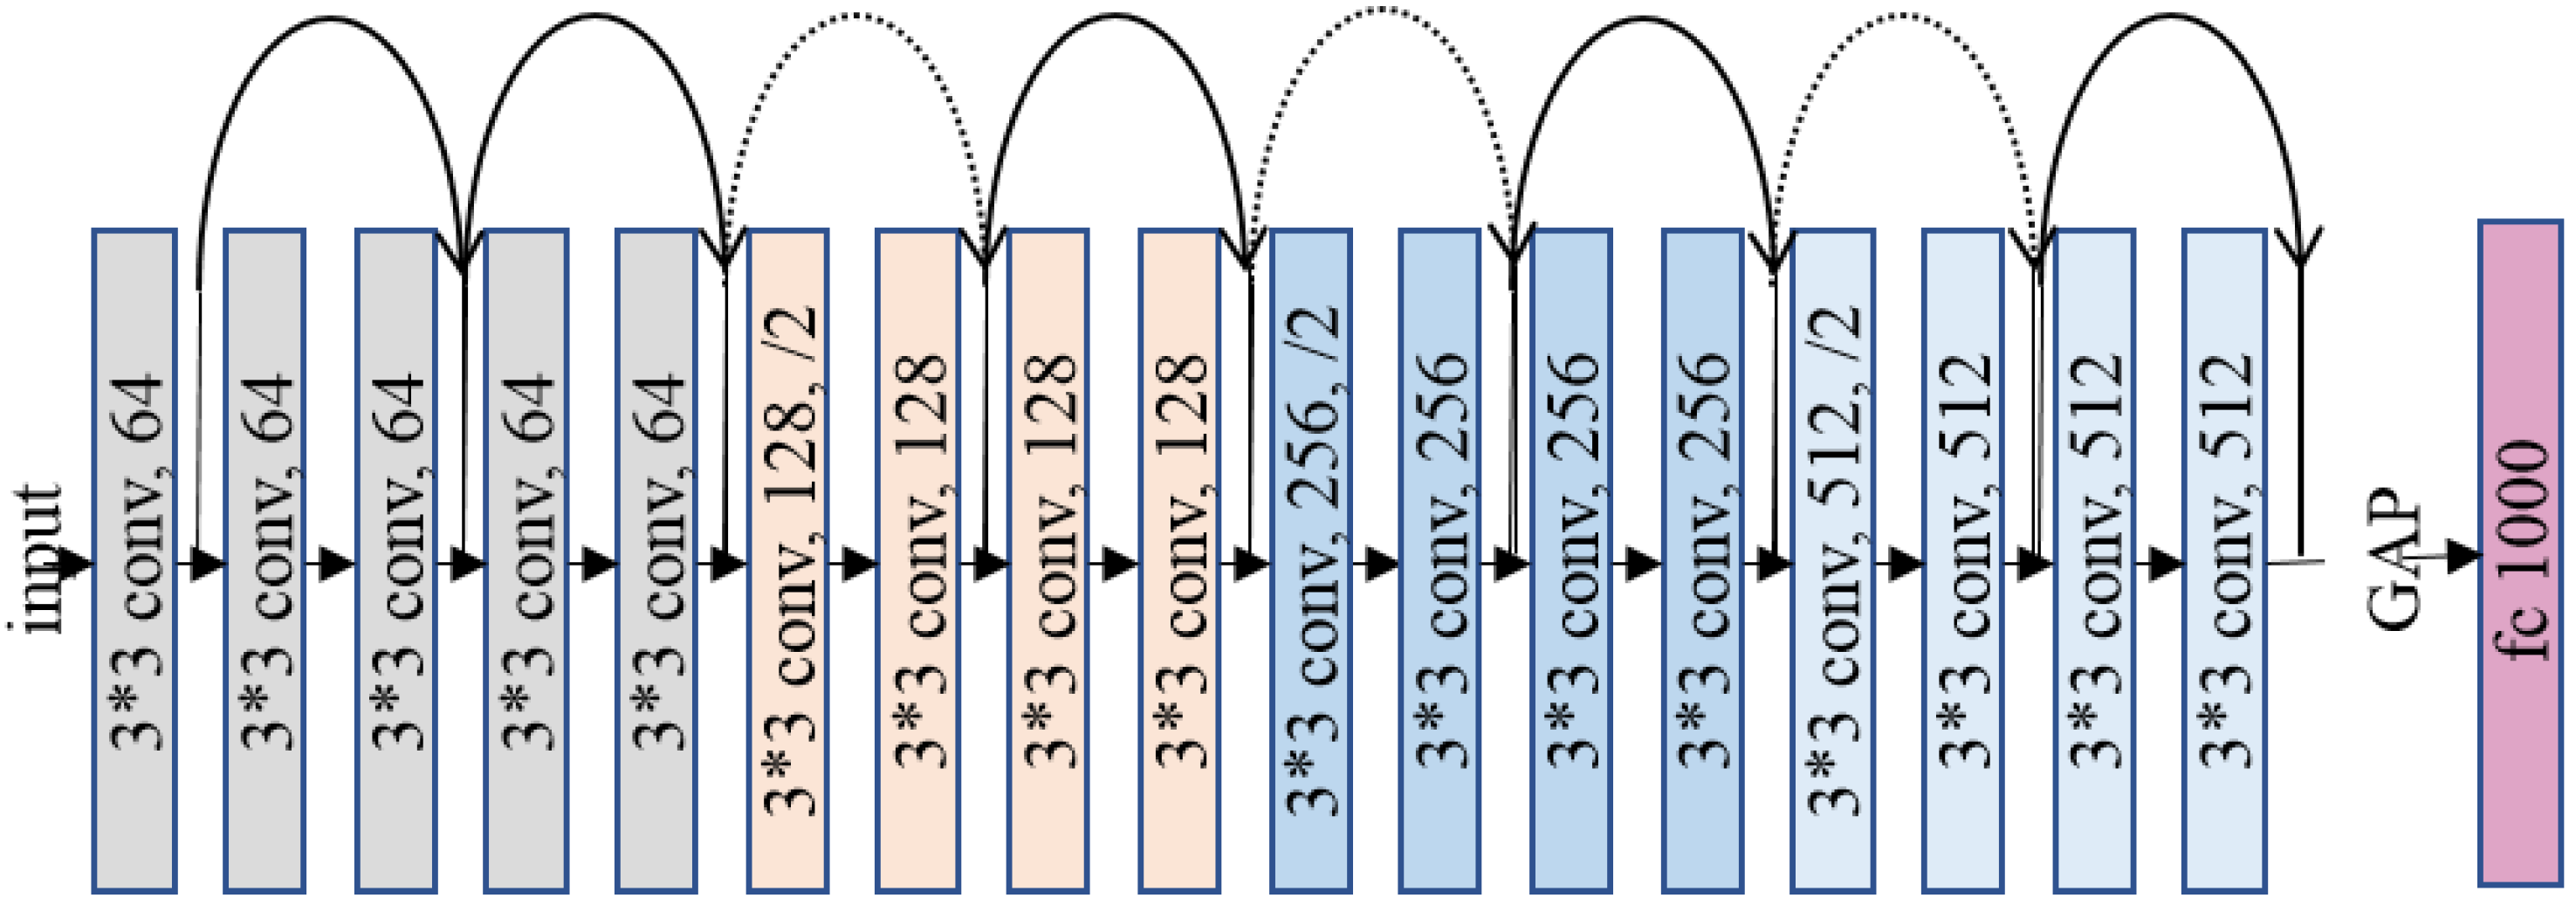 input
3*3 conv, 64
3*3 conv, 64
3*3 conv, 64
3*3 conv, 64
3*3 conv, 64
3*3 conv, 128, /2
3*3 conv, 128
3*3 conv, 128
3*3 conv, 128
3*3 conv, 256, /2
3*3 conv, 256
3*3 conv, 256
3*3 conv, 256
3*3 conv, 512, /2
3*3 conv, 512
3*3 conv, 512
3*3 conv, 512
GAP
fc 1000